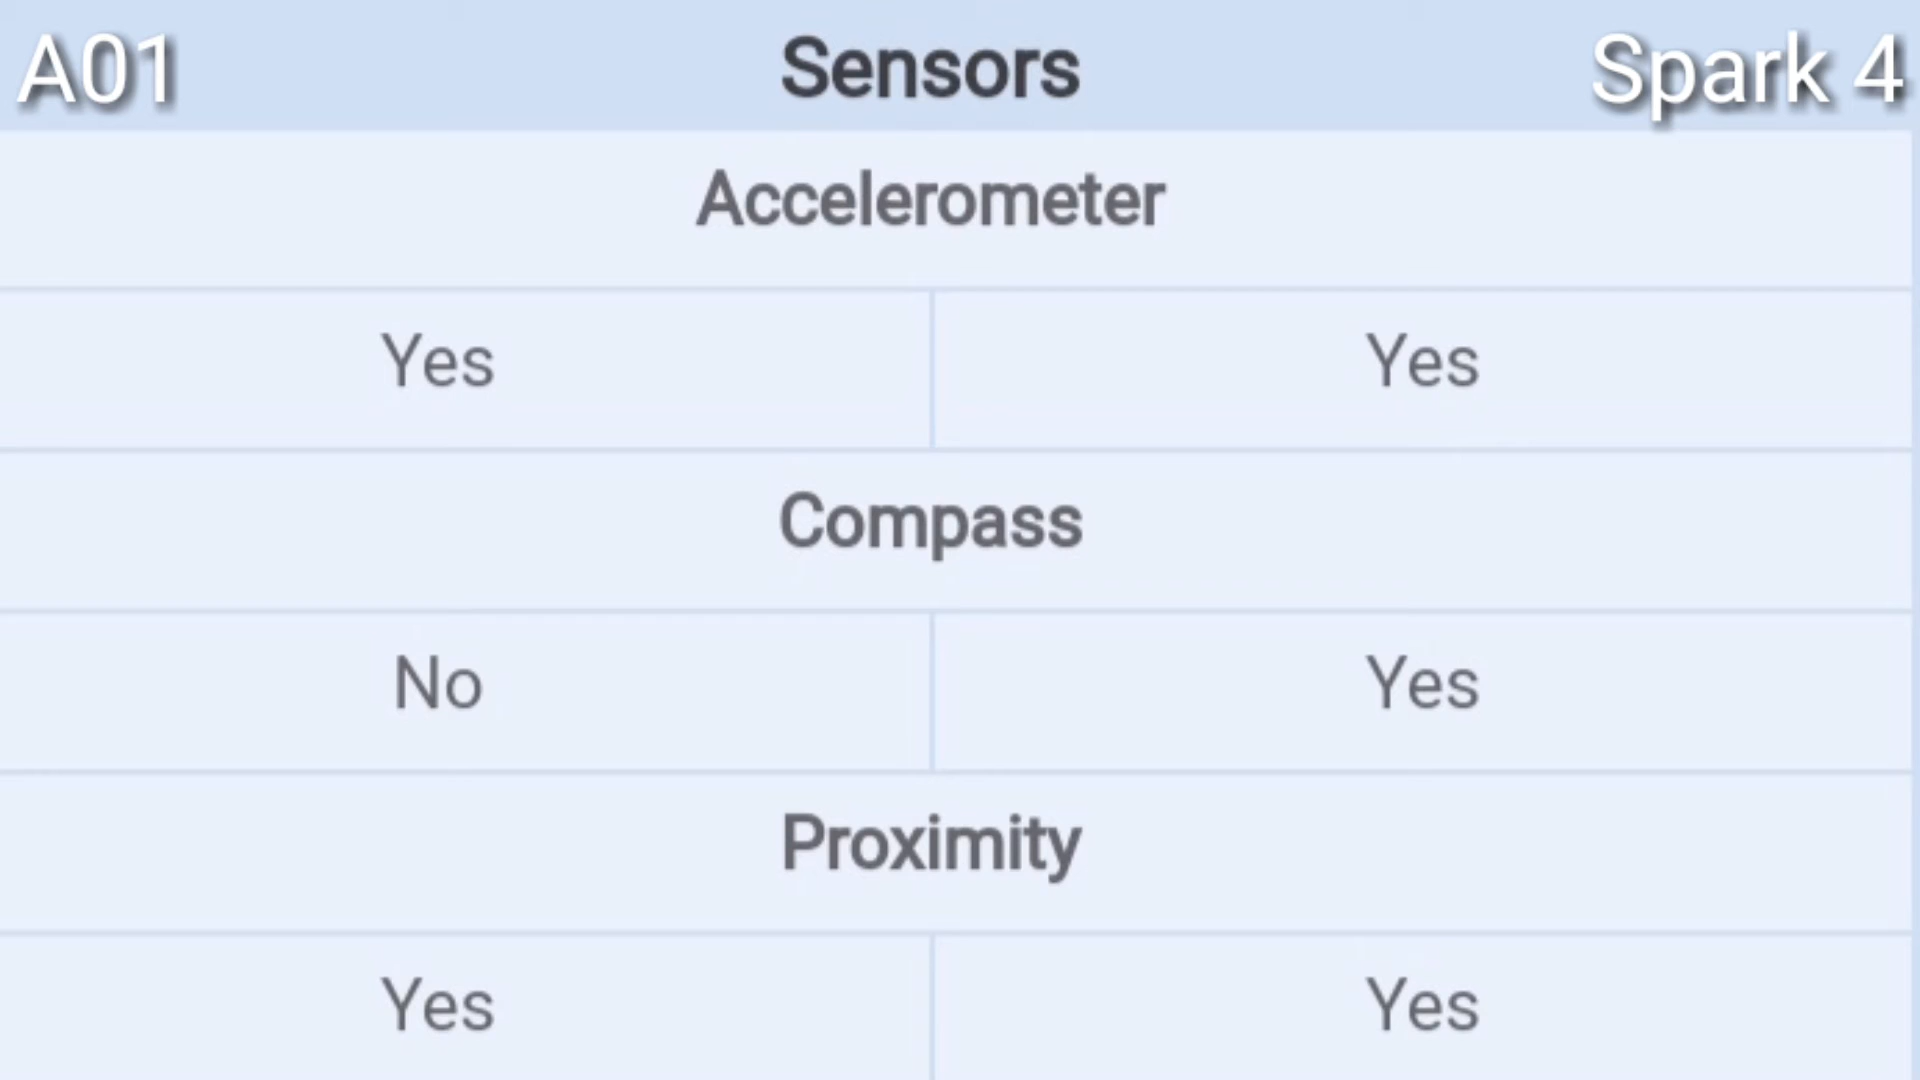 A01 Sensors Spark 4
Accelerometer
Yes Yes
Compass
No Yes
Proximity
Yes Yes